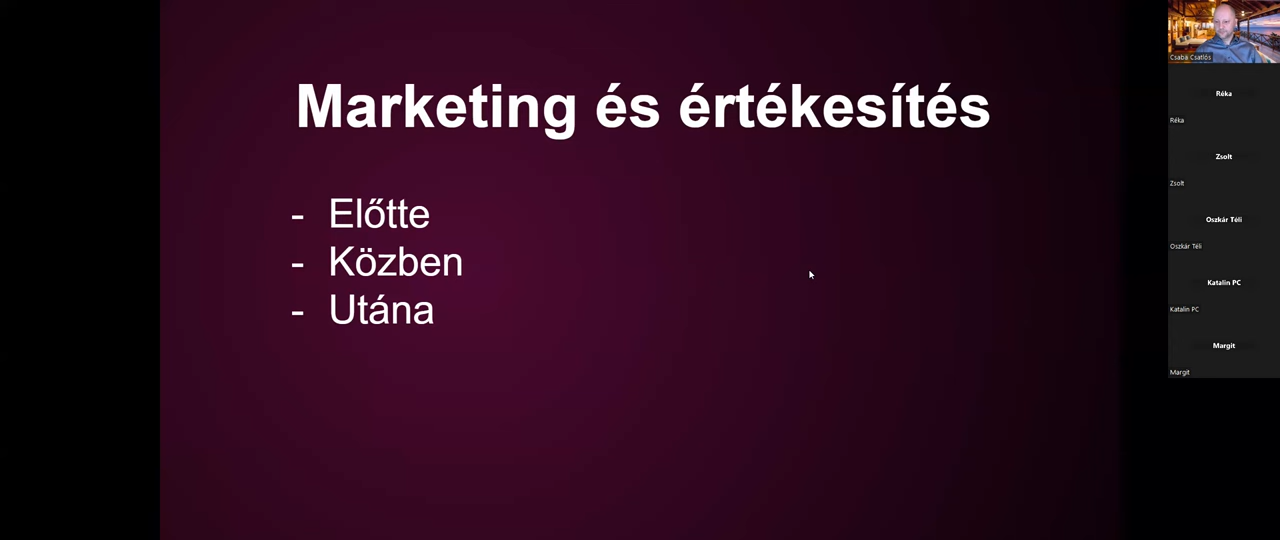 Marketing és értékesítés
- Előtte
- Közben
- Utána
Csaba Csatlós
Réka
Réka
Zsolt
Zsolt
Oszkár Téli
Oszkár Téli
Katalin PC
Katalin PC
Margit
Margit